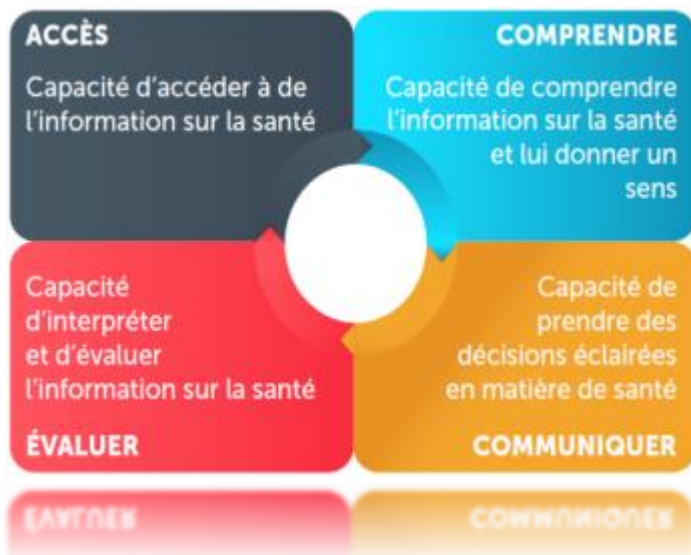 ACCÈS
Capacité d'accéder à de
l'information sur la santé
COMPRENDRE
Capacité de comprendre
l'information sur la santé
et lui donner un
sens
Capacité
d'interpréter
et d'évaluer
l'information sur la santé
ÉVALUER
Capacité de
prendre des
décisions éclairées
en matière de santé
COMMUNIQUER